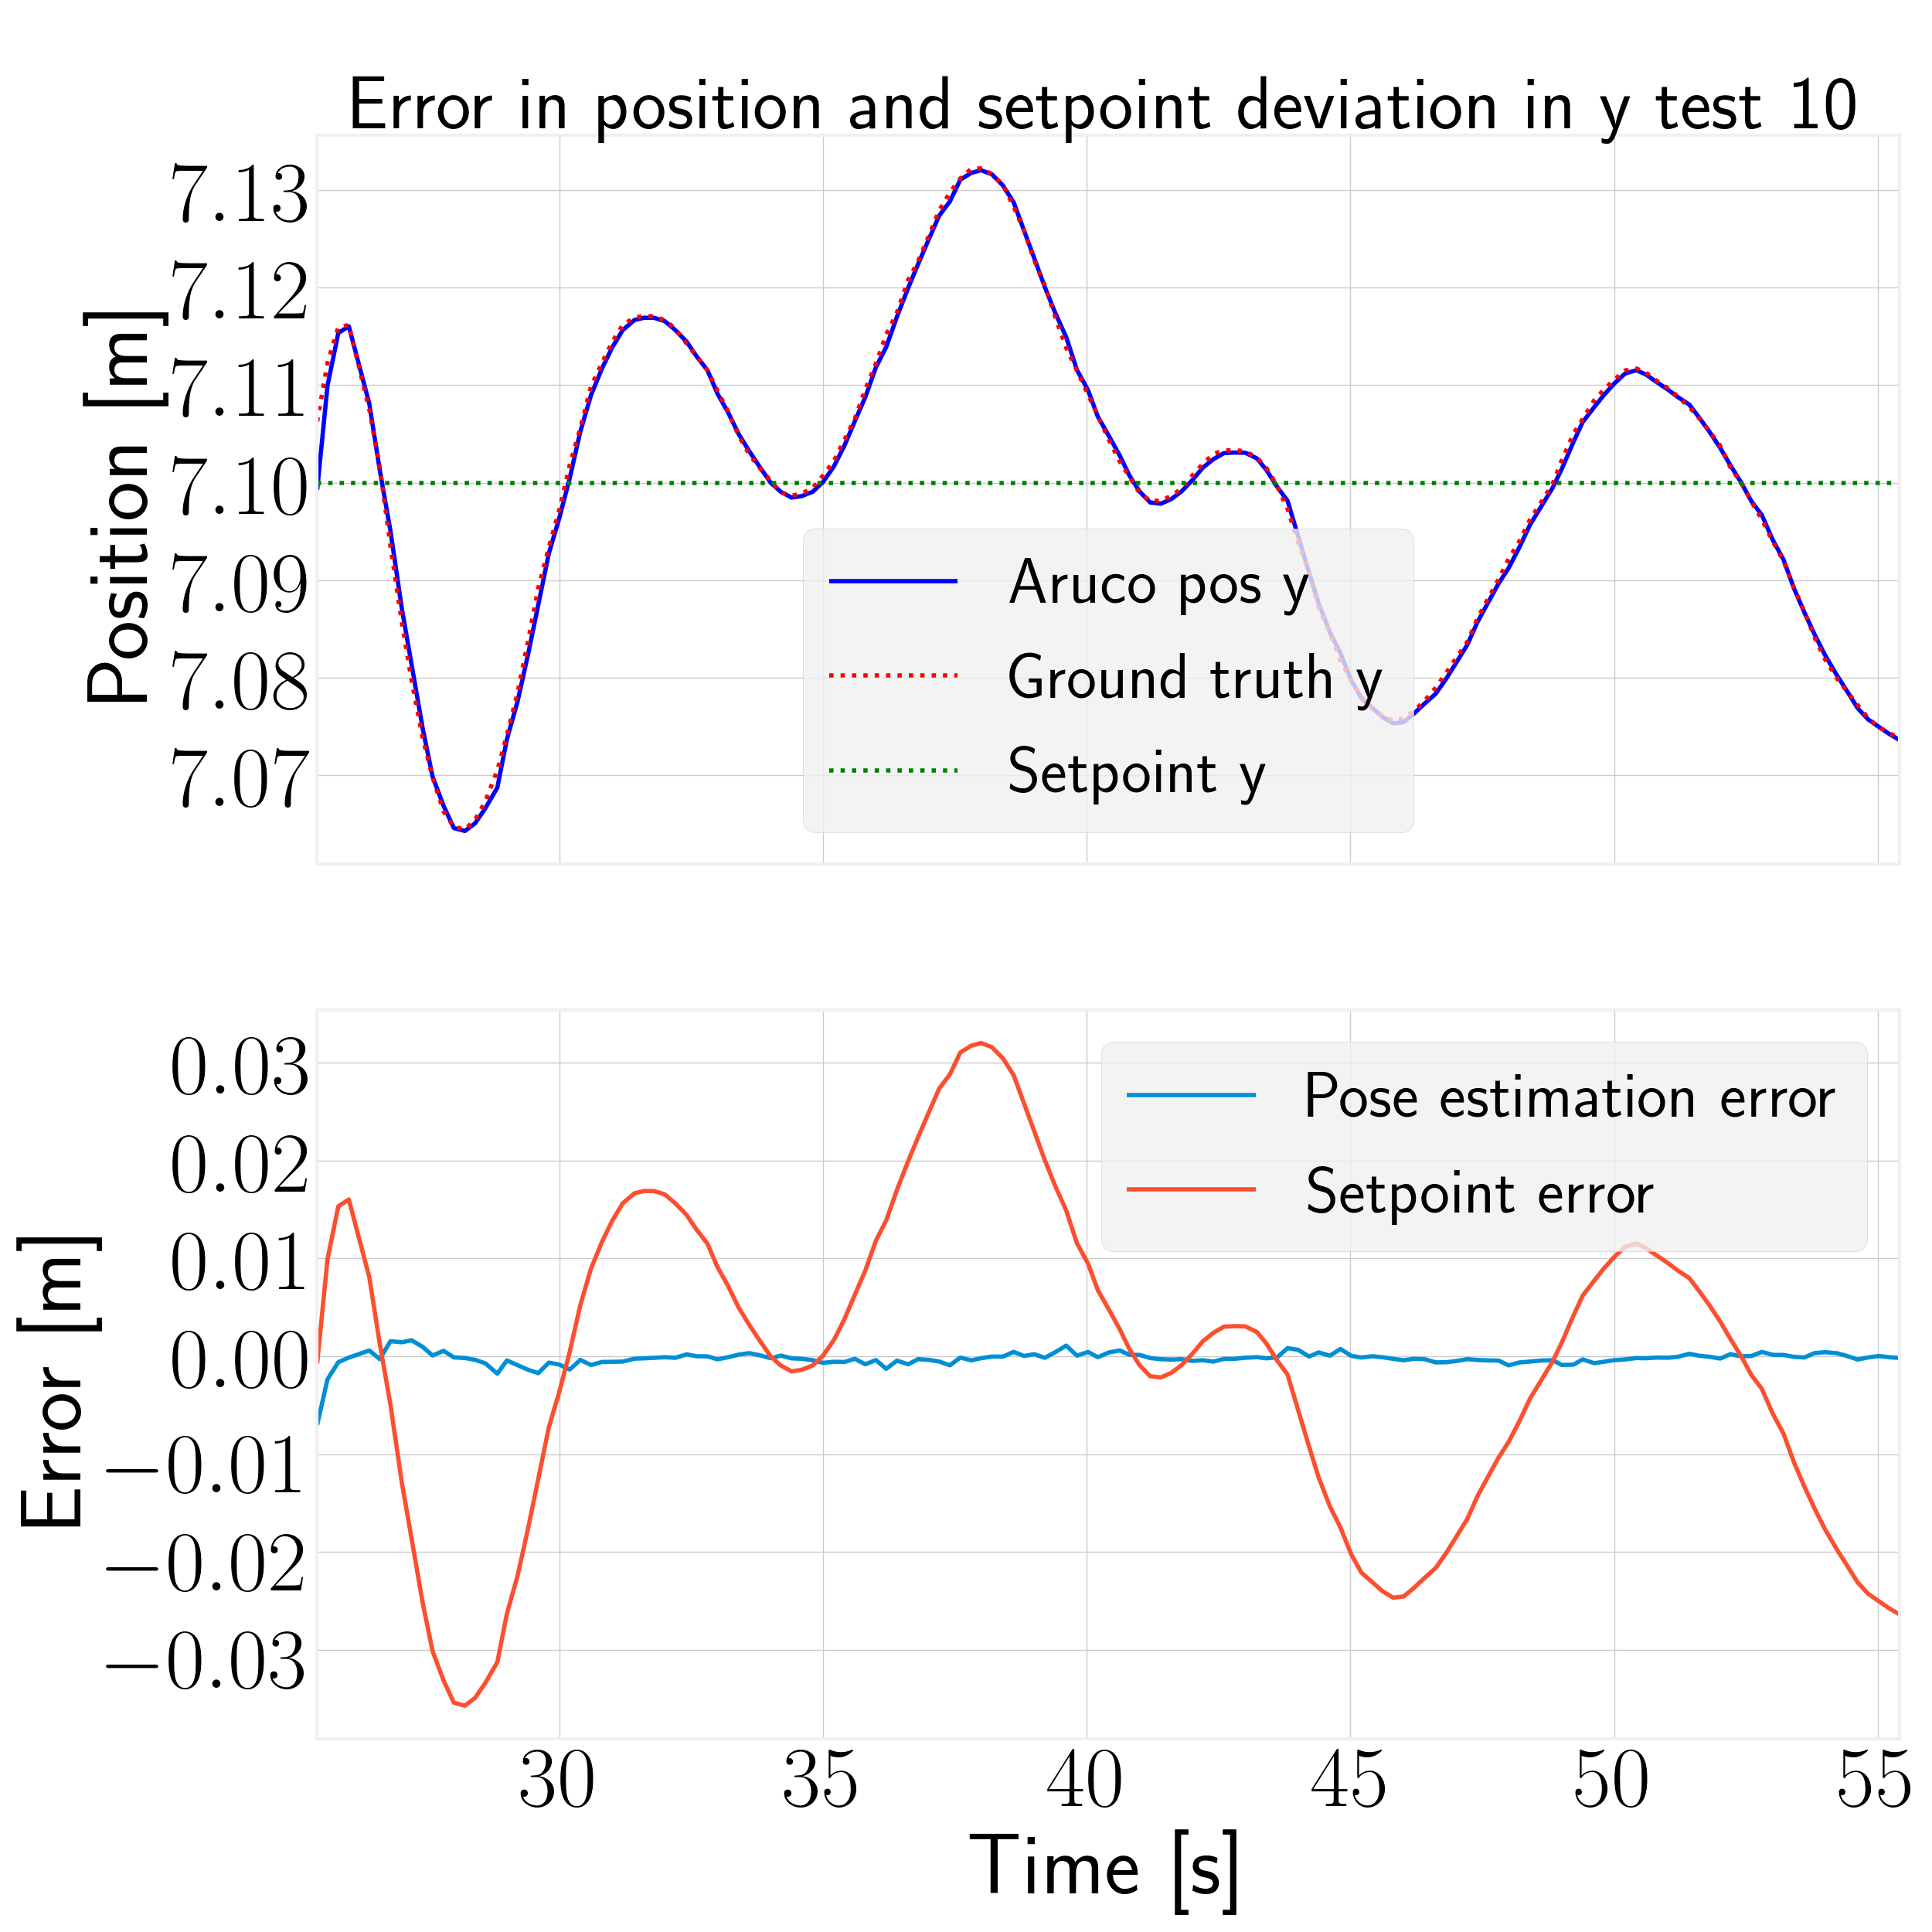 Error in position and setpoint deviation in y test 10
Position [m]
7.13
7.12
7.11
7.10
7.09
7.08
7.07
Aruco pos y
Ground truth y
Setpoint y
Error [m]
0.03
0.02
0.01
0.00
−0.01
−0.02
−0.03
Pose estimation error
Setpoint error
30 35 40 45 50 55
Time [s]